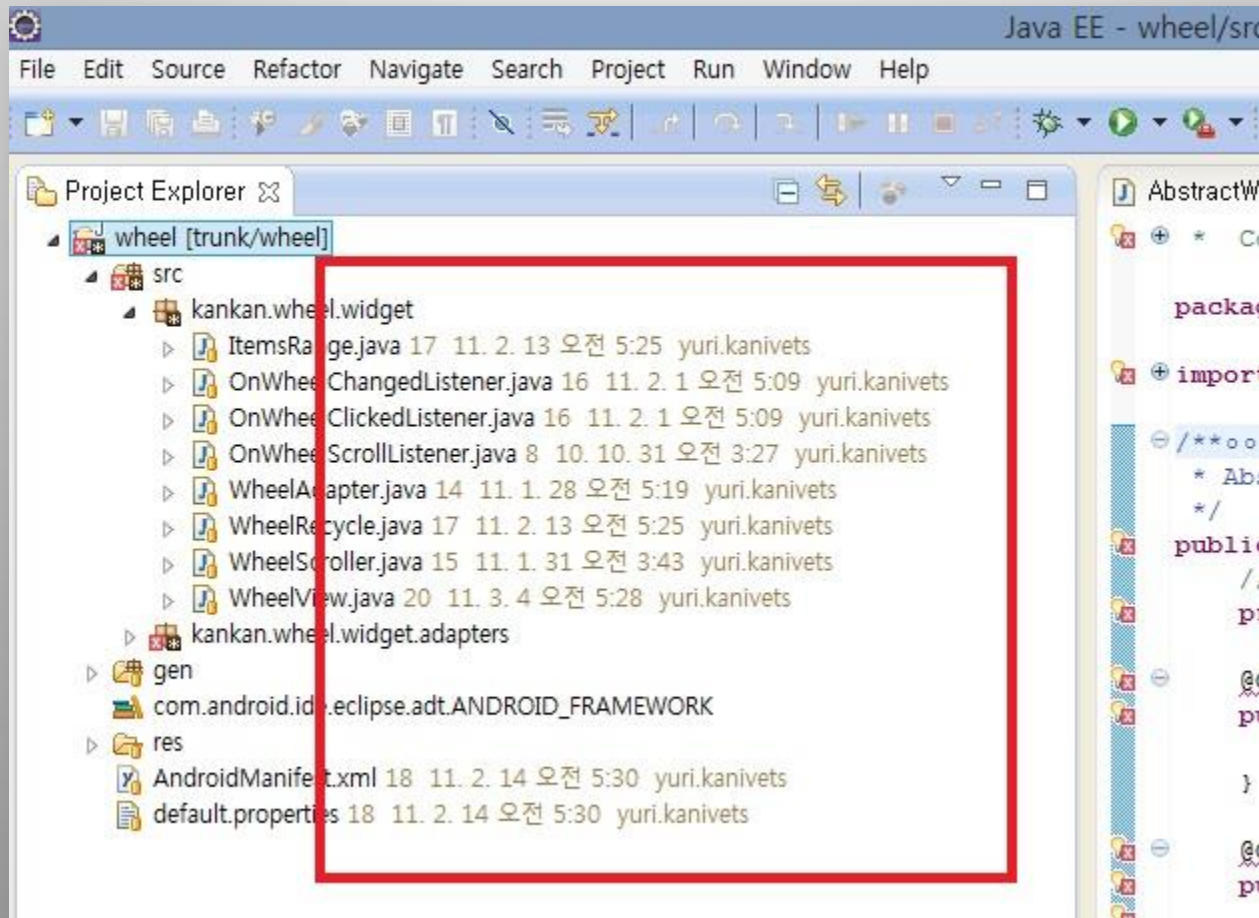 Java EE - wheel/src
File Edit Source Refactor Navigate Search Project Run Window Help
Project Explorer
AbstractW
wheel [trunk/wheel]
src
kankan.wheel.widget
ItemsRange.java 17 11. 2. 13 오전 5:25 yuri.kanivets
OnWheelChangedListener.java 16 11. 2. 1 오전 5:09 yuri.kanivets
OnWheelClickedListener.java 16 11. 2. 1 오전 5:09 yuri.kanivets
OnWheelScrollListener.java 8 10. 10. 31 오전 3:27 yuri.kanivets
WheelAdapter.java 14 11. 1. 28 오전 5:19 yuri.kanivets
WheelRecycle.java 17 11. 2. 13 오전 5:25 yuri.kanivets
WheelScroller.java 15 11. 1. 31 오전 3:43 yuri.kanivets
WheelView.java 20 11. 3. 4 오전 5:28 yuri.kanivets
kankan.wheel.widget.adapters
gen
com.android.ide.eclipse.adt.ANDROID_FRAMEWORK
res
AndroidManifest.xml 18 11. 2. 14 오전 5:30 yuri.kanivets
default.properties 18 11. 2. 14 오전 5:30 yuri.kanivets
* Co
packag
import
/**
* Abs
*/
public
//
pr
@O
pu
}
@O
pu